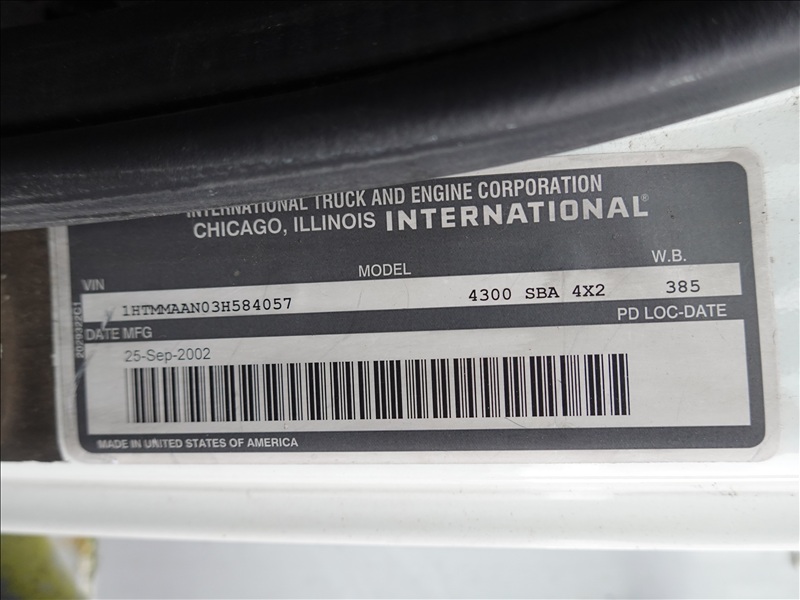 INTERNATIONAL TRUCK AND ENGINE CORPORATION
CHICAGO, ILLINOIS INTERNATIONAL®
VIN MODEL W.B.
1HTMMAAN03H584057 4300 SBA 4X2 385
DATE MFG PD LOC-DATE
25-Sep-2002
MADE IN UNITED STATES OF AMERICA
2029322C1